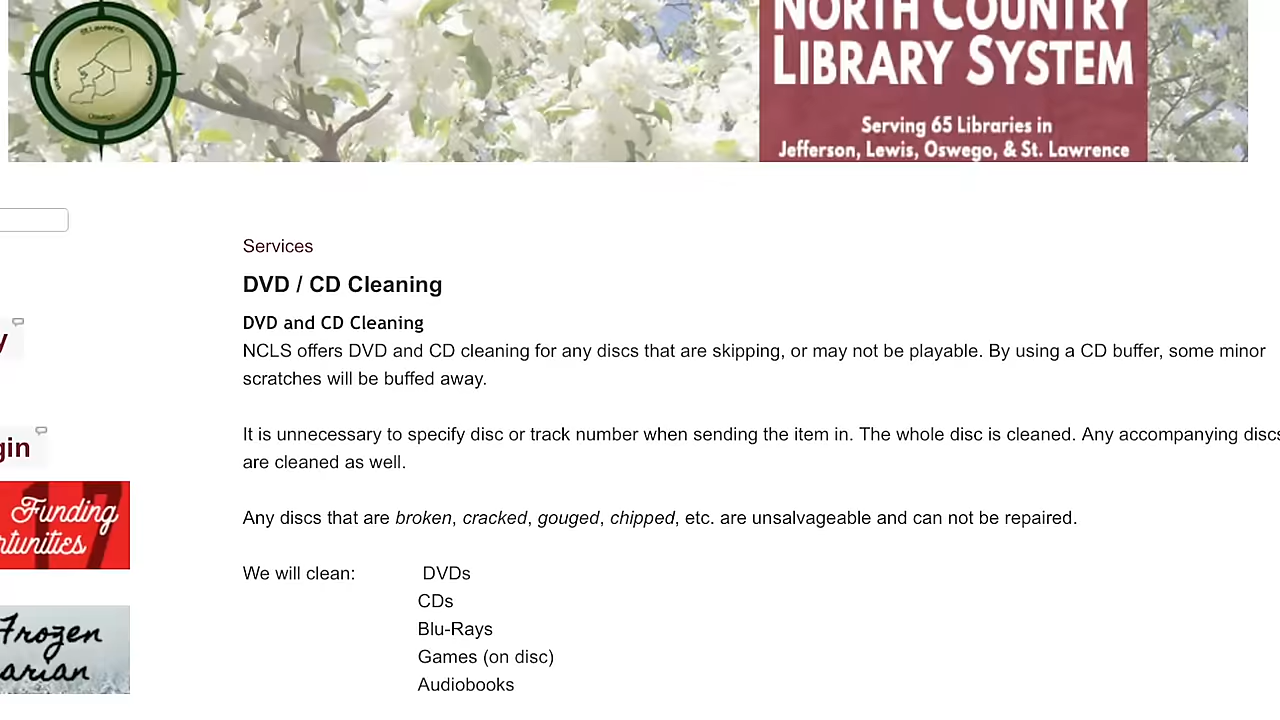 NORTH COUNTRY
LIBRARY SYSTEM
Serving 65 Libraries in
Jefferson, Lewis, Oswego, & St. Lawrence
St. Lawrence
Oswego
Services
DVD / CD Cleaning
DVD and CD Cleaning
NCLS offers DVD and CD cleaning for any discs that are skipping, or may not be playable. By using a CD buffer, some minor
scratches will be buffed away.
It is unnecessary to specify disc or track number when sending the item in. The whole disc is cleaned. Any accompanying discs
are cleaned as well.
Any discs that are broken, cracked, gouged, chipped, etc. are unsalvageable and can not be repaired.
We will clean: DVDs
CDs
Blu-Rays
Games (on disc)
Audiobooks
y
gin
Funding
rtunities
17
Frozen
arian